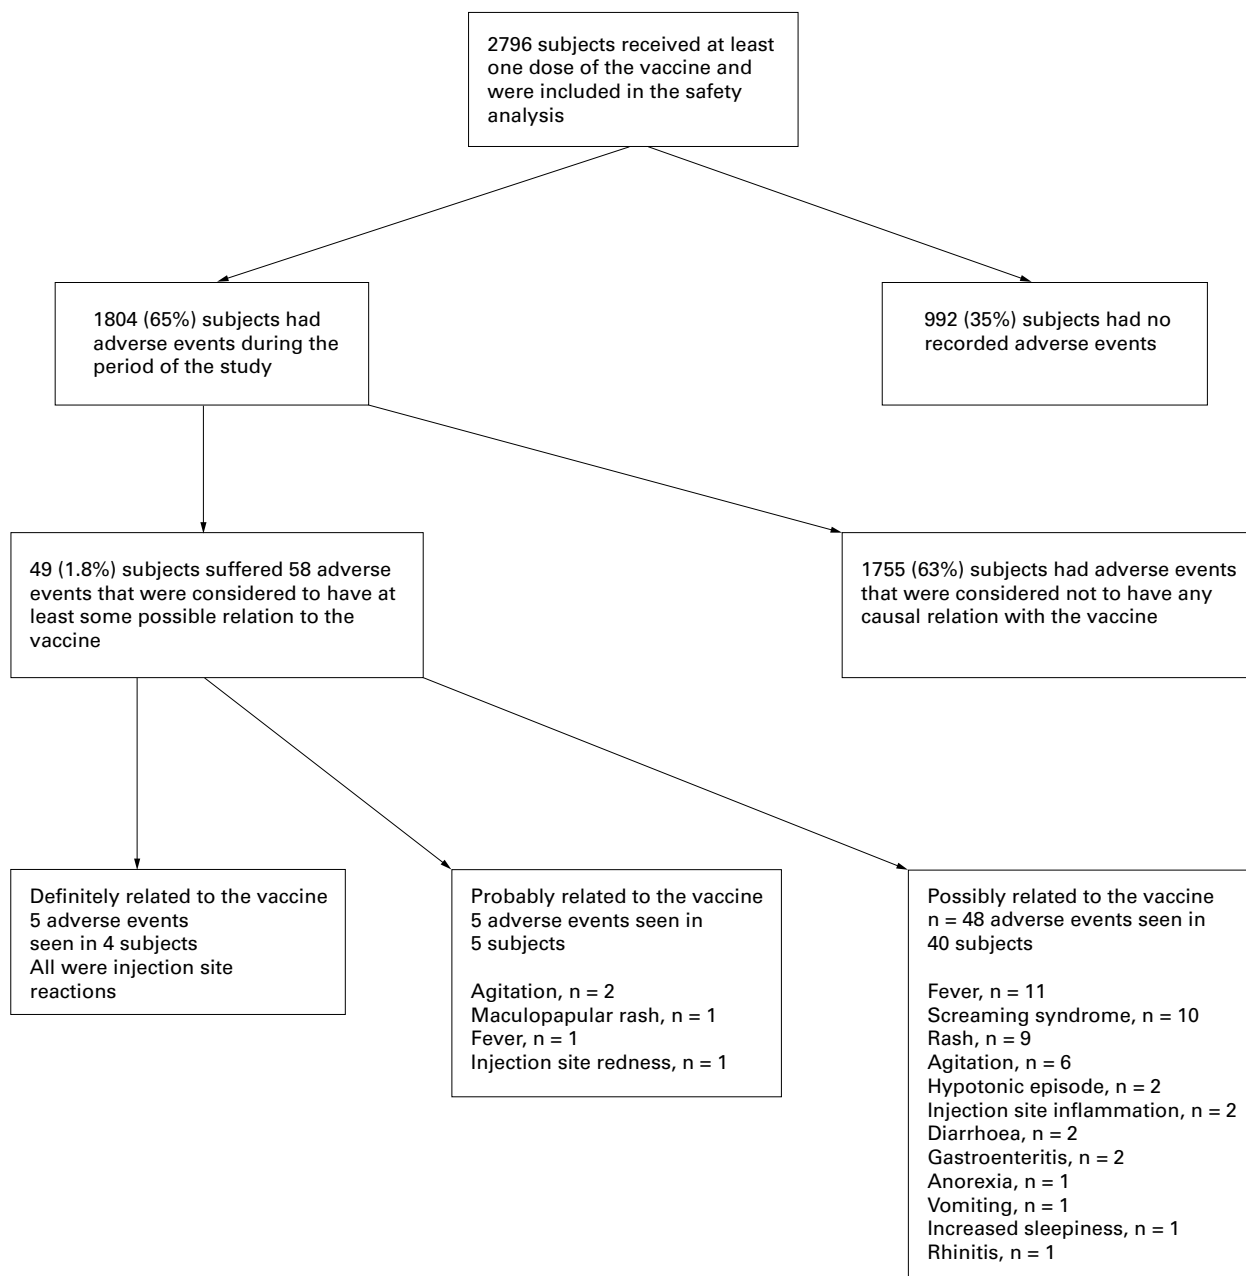 2796 subjects received at least
one dose of the vaccine and
were included in the safety
analysis
1804 (65%) subjects had
adverse events during the
period of the study
992 (35%) subjects had no
recorded adverse events
49 (1.8%) subjects suffered 58 adverse
events that were considered to have at
least some possible relation to the
vaccine
1755 (63%) subjects had adverse events
that were considered not to have any
causal relation with the vaccine
Definitely related to the vaccine
5 adverse events
seen in 4 subjects
All were injection site
reactions
Probably related to the vaccine
5 adverse events seen in
5 subjects
Agitation, n = 2
Maculopapular rash, n = 1
Fever, n = 1
Injection site redness, n = 1
Possibly related to the vaccine
n = 48 adverse events seen in
40 subjects
Fever, n = 11
Screaming syndrome, n = 10
Rash, n = 9
Agitation, n = 6
Hypotonic episode, n = 2
Injection site inflammation, n = 2
Diarrhoea, n = 2
Gastroenteritis, n = 2
Anorexia, n = 1
Vomiting, n = 1
Increased sleepiness, n = 1
Rhinitis, n = 1